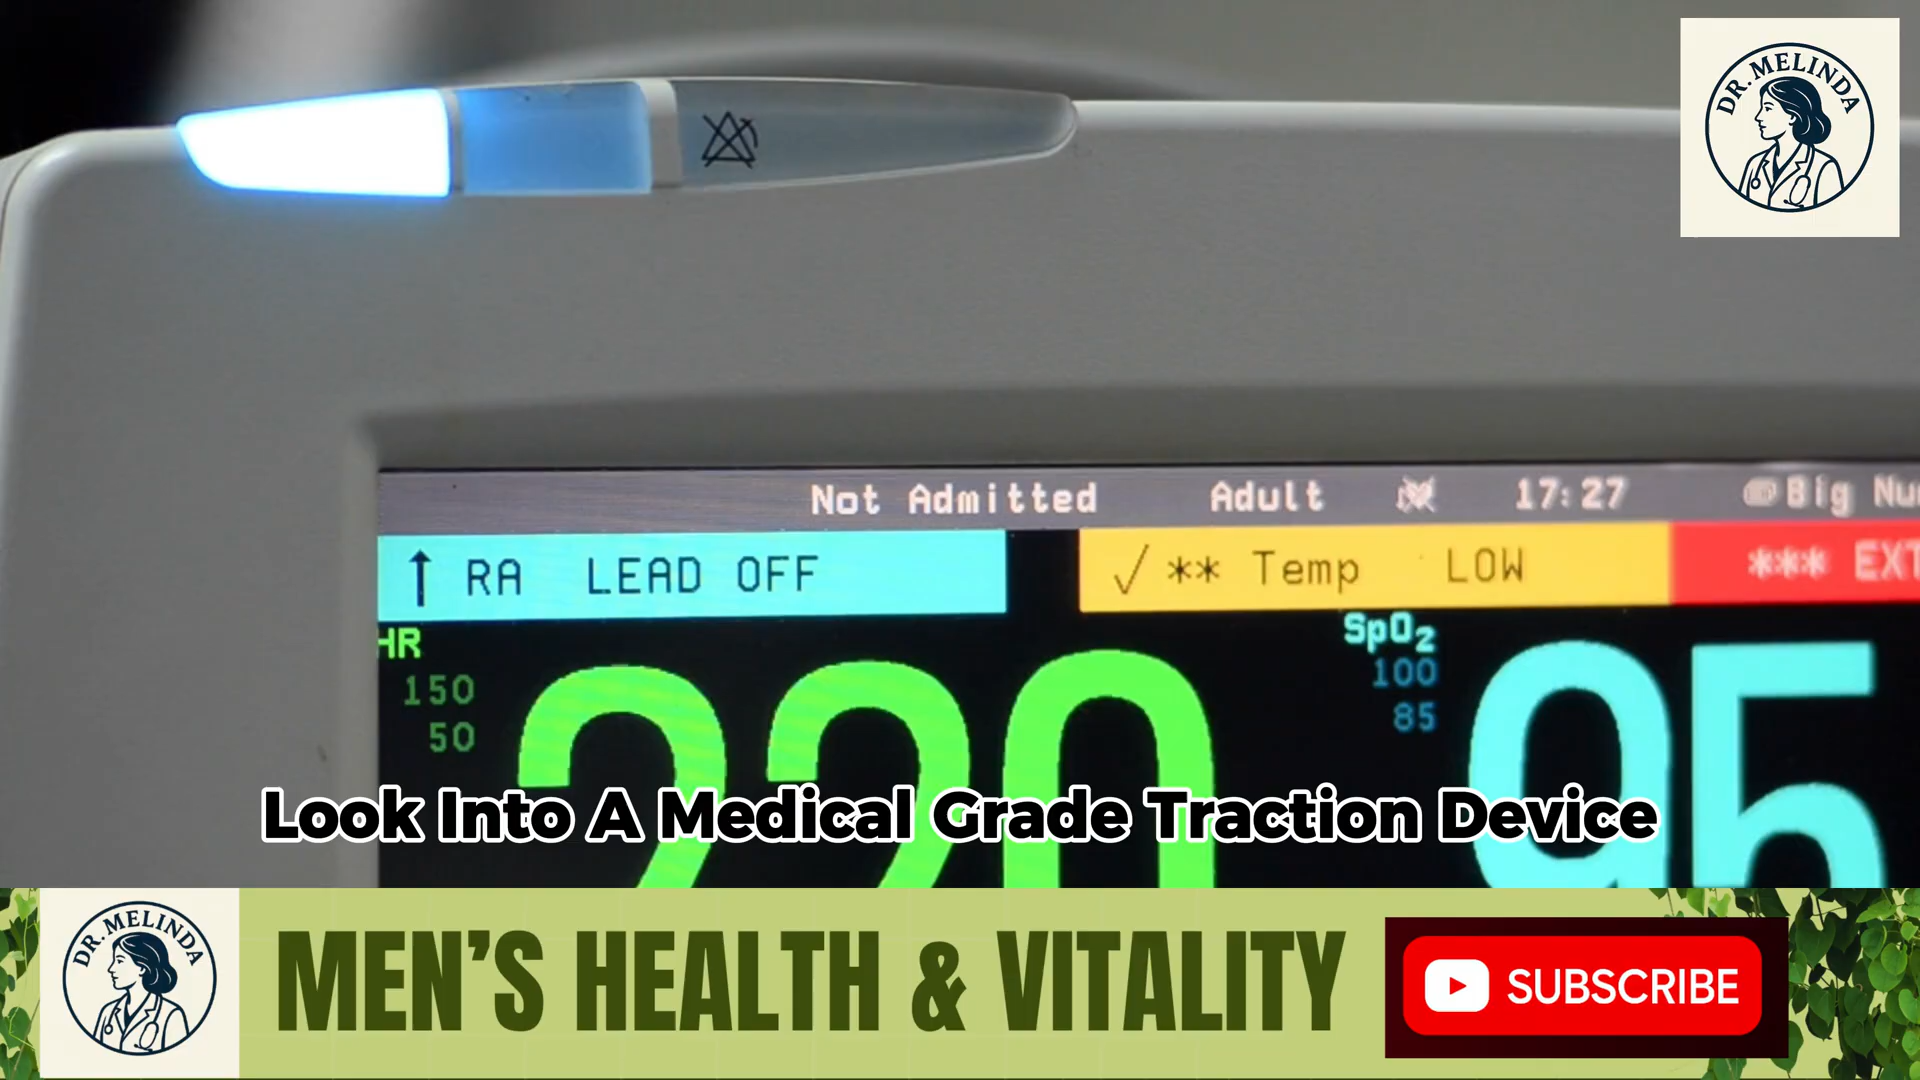 DR. MELINDA
Not Admitted Adult 17:27 Big
↑ RA LEAD OFF
✓ ** Temp LOW
***
HR
150
50
220
SpO₂
100
85
95
Look Into A Medical Grade Traction Device
DR. MELINDA
MEN'S HEALTH & VITALITY
SUBSCRIBE